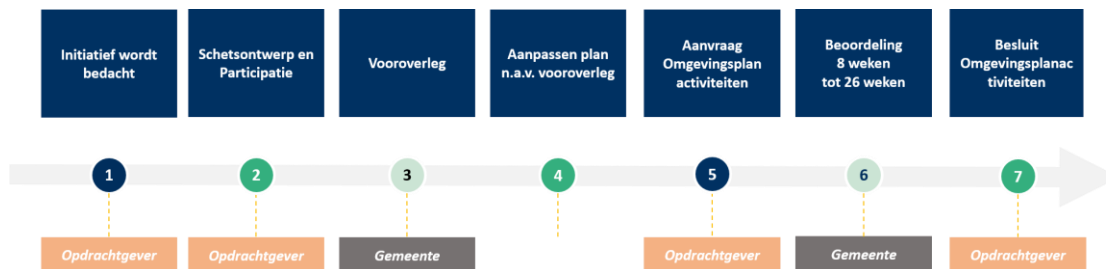 Initiatief wordt
bedacht
Schetsontwerp en
Participatie
Vooroverleg
Aanpassen plan
n.a.v. vooroverleg
Aanvraag
Omgevingsplan
activiteiten
Beoordeling
8 weken
tot 26 weken
Besluit
Omgevingsplanac
tiviteiten
1
2
3
4
5
6
7
Opdrachtgever
Opdrachtgever
Gemeente
Opdrachtgever
Gemeente
Opdrachtgever